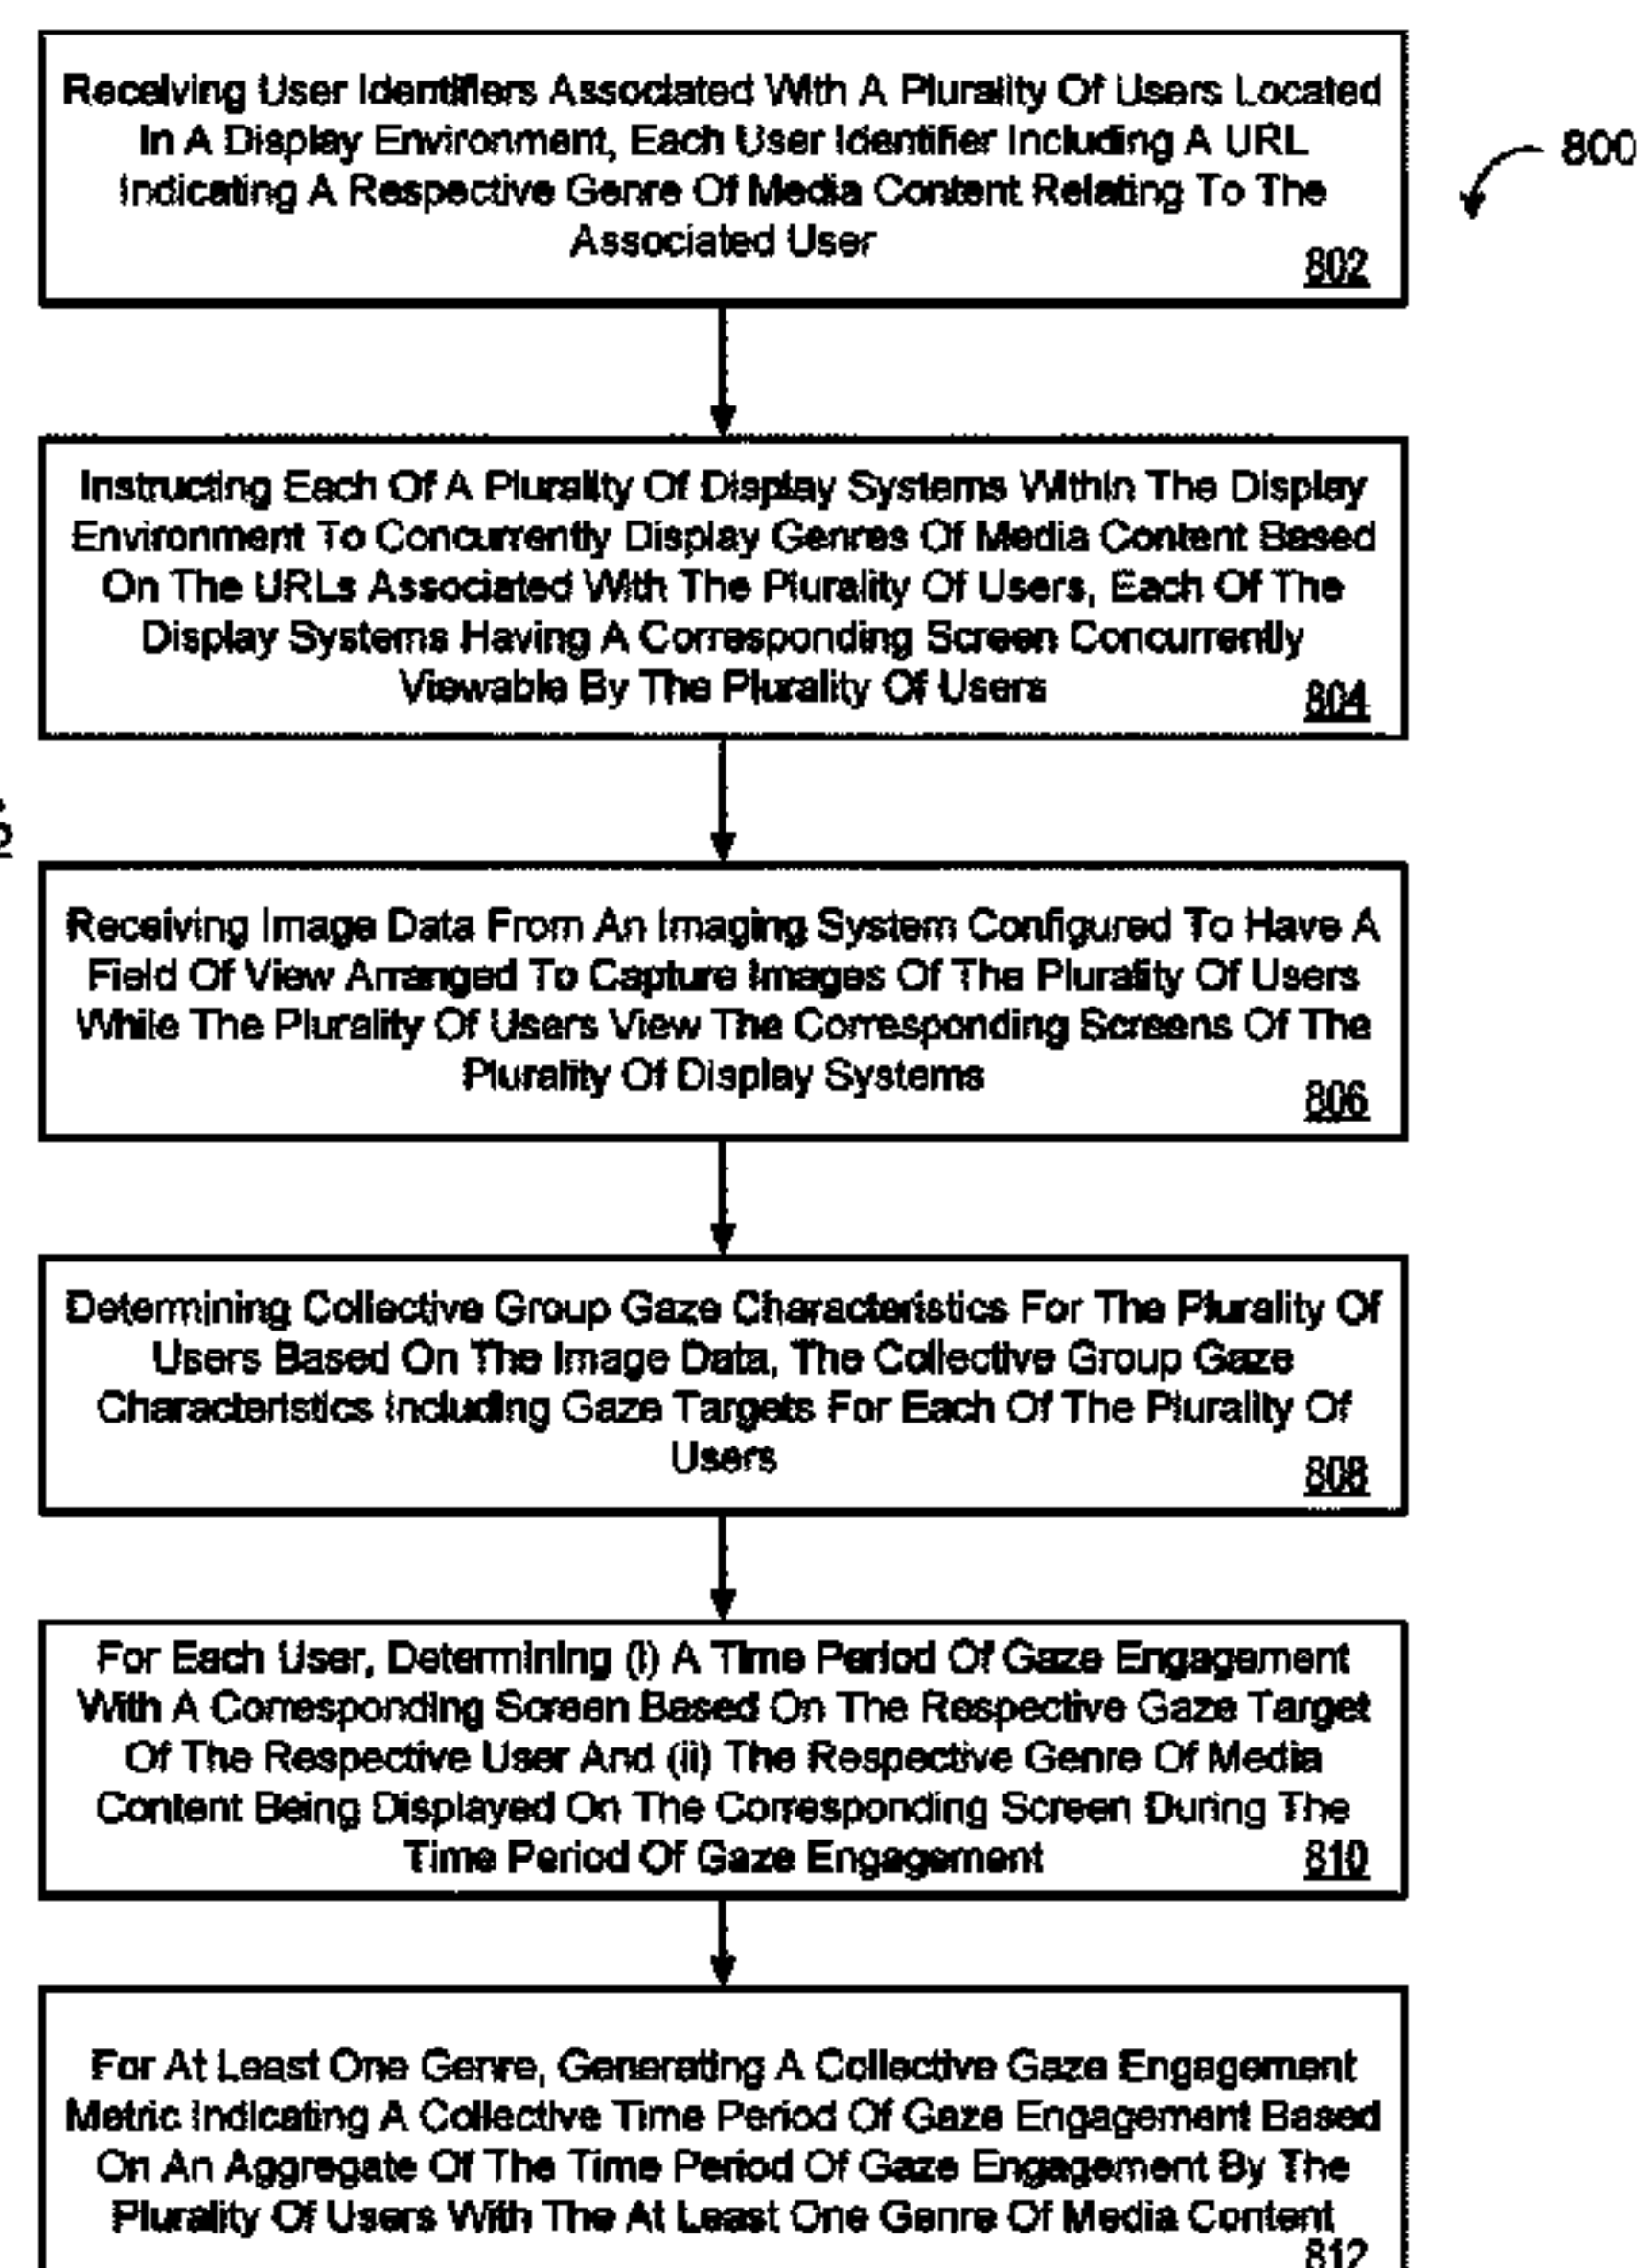 Receiving User Identifiers Associated With A Plurality Of Users Located
In A Display Environment, Each User Identifier Including A URL
Indicating A Respective Genre Of Media Content Relating To The
Associated User
802
800
Instructing Each Of A Plurality Of Display Systems Within The Display
Environment To Concurrently Display Genres Of Media Content Based
On The URLs Associated With The Plurality Of Users, Each Of The
Display Systems Having A Corresponding Screen Concurrently
Viewable By The Plurality Of Users
804
Receiving Image Data From An Imaging System Configured To Have A
Field Of View Arranged To Capture Images Of The Plurality Of Users
While The Plurality Of Users View The Corresponding Screens Of The
Plurality Of Display Systems
806
Determining Collective Group Gaze Characteristics For The Plurality Of
Users Based On The Image Data, The Collective Group Gaze
Characteristics Including Gaze Targets For Each Of The Plurality Of
Users
808
For Each User, Determining (i) A Time Period Of Gaze Engagement
With A Corresponding Screen Based On The Respective Gaze Target
Of The Respective User And (ii) The Respective Genre Of Media
Content Being Displayed On The Corresponding Screen During The
Time Period Of Gaze Engagement
810
For At Least One Genre, Generating A Collective Gaze Engagement
Metric Indicating A Collective Time Period Of Gaze Engagement Based
On An Aggregate Of The Time Period Of Gaze Engagement By The
Plurality Of Users With The At Least One Genre Of Media Content
812